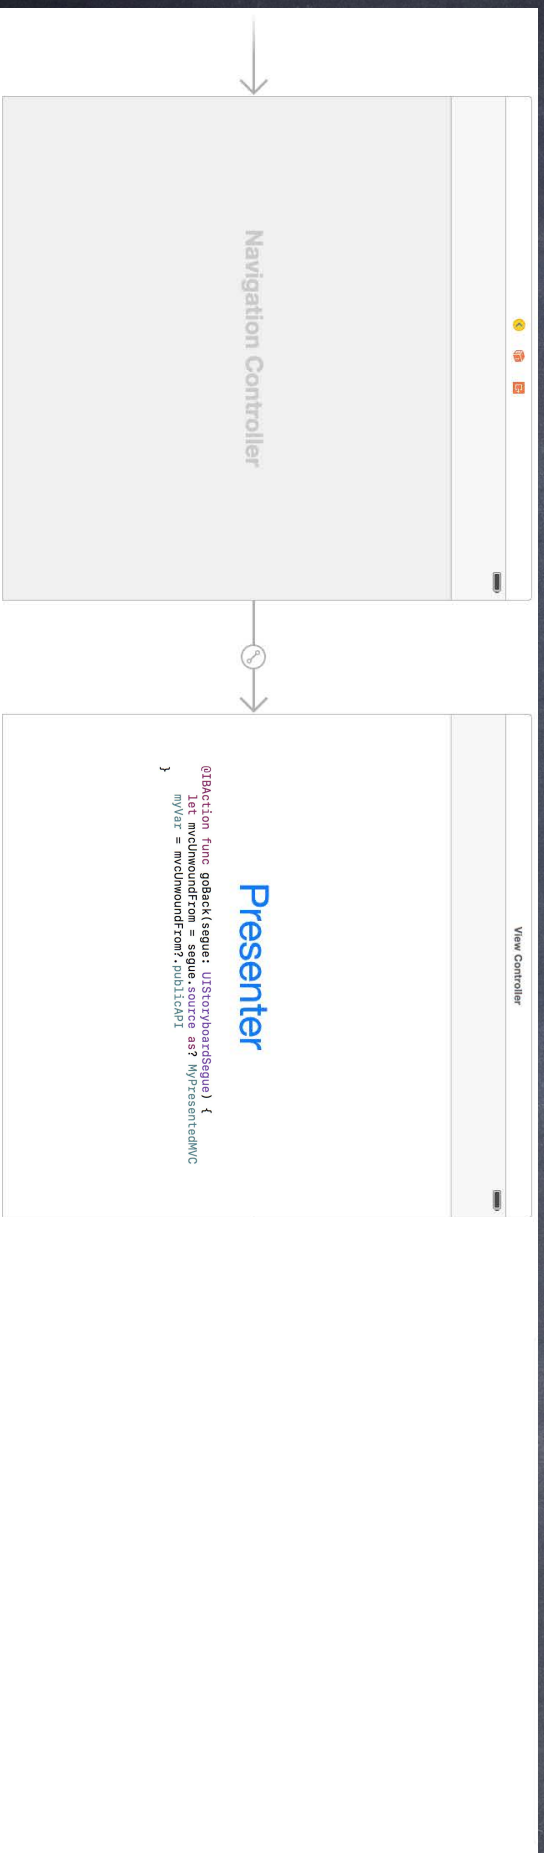 Navigation Controller
View Controller
Presenter
@IBAction func goBack(segue: UIStoryboardSegue) {
    let mvcUnwoundFrom = segue.source as? MyPresentedMVC
    myVar = mvcUnwoundFrom?.publicAPI
}